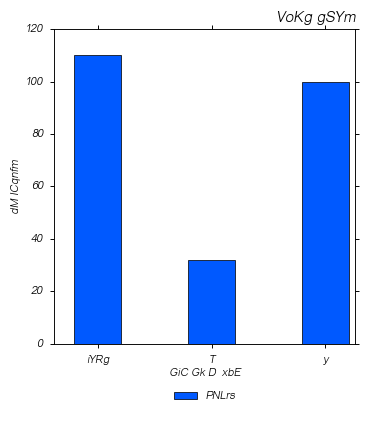 VoKg gSYm
120
100
80
60
40
20
0
dM lCqnfm
iYRg T y
GiC Gk D xbE
PNLrs